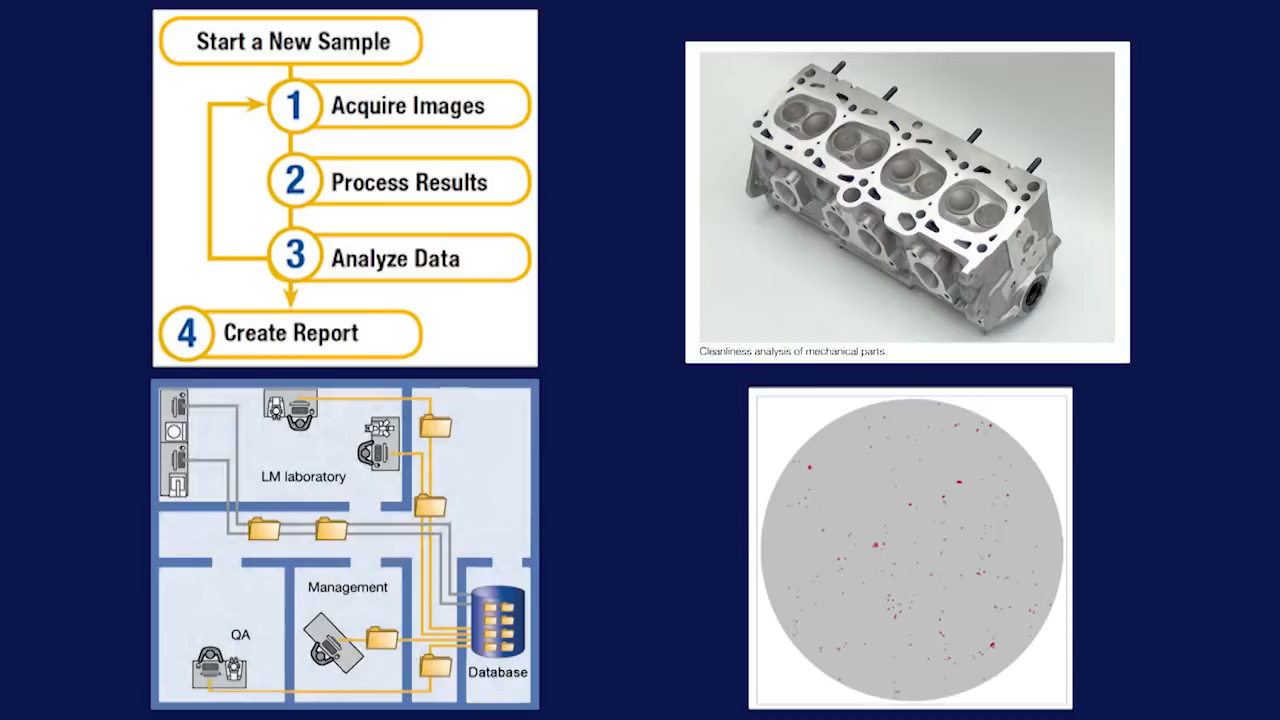 Start a New Sample
1 Acquire Images
2 Process Results
3 Analyze Data
4 Create Report
Cleanliness analysis of mechanical parts.
LM laboratory
Management
QA
Database